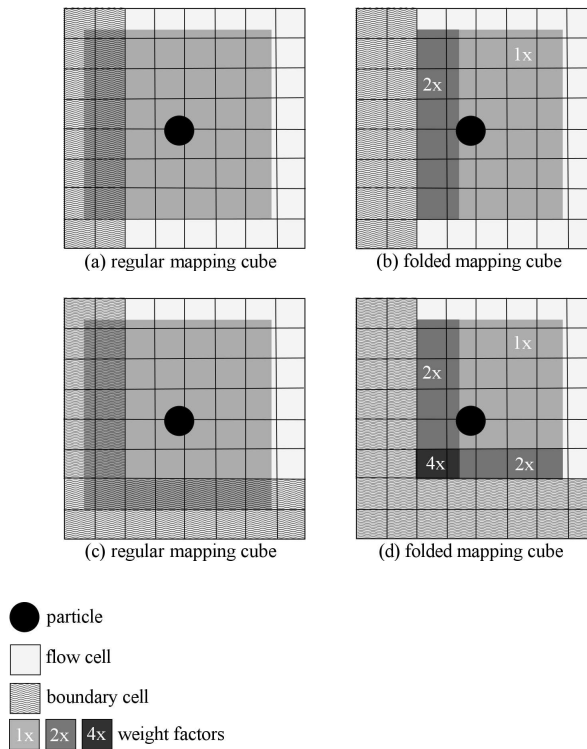 1x
2x
(a) regular mapping cube
(b) folded mapping cube
1x
2x
4x
2x
(c) regular mapping cube
(d) folded mapping cube
particle
flow cell
boundary cell
1x 2x 4x weight factors